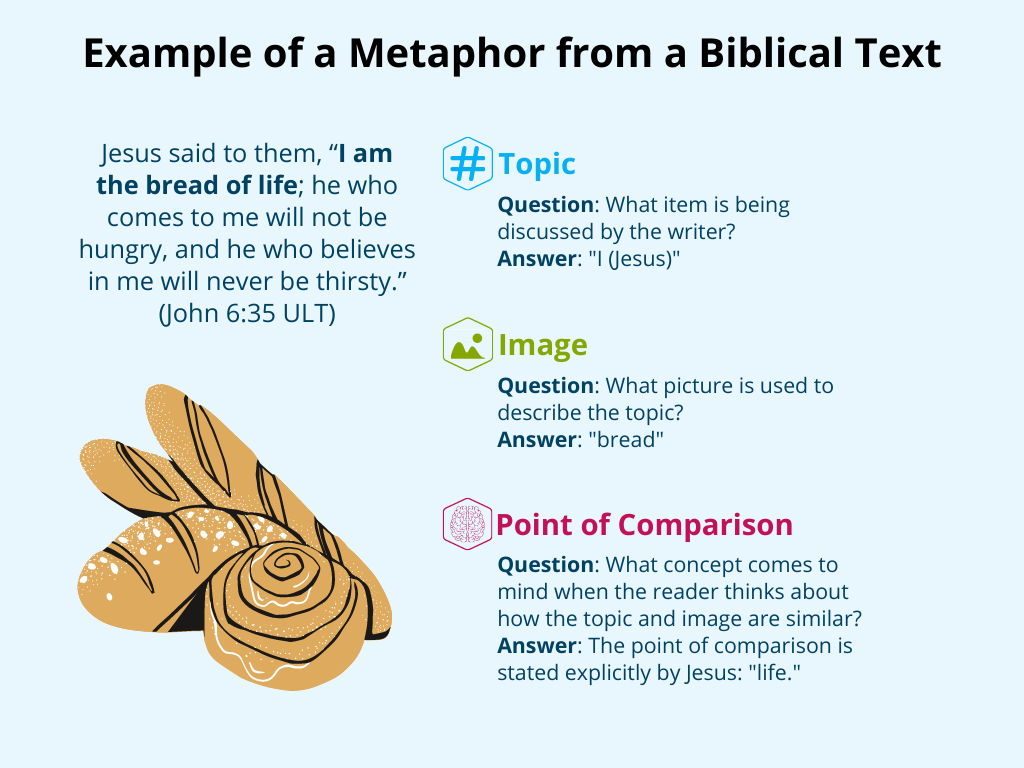 Example of a Metaphor from a Biblical Text
Jesus said to them, “I am
the bread of life; he who
comes to me will not be
hungry, and he who believes
in me will never be thirsty.”
(John 6:35 ULT)
Topic
Question: What item is being
discussed by the writer?
Answer: "I (Jesus)"
Image
Question: What picture is used to
describe the topic?
Answer: "bread"
Point of Comparison
Question: What concept comes to
mind when the reader thinks about
how the topic and image are similar?
Answer: The point of comparison is
stated explicitly by Jesus: "life."